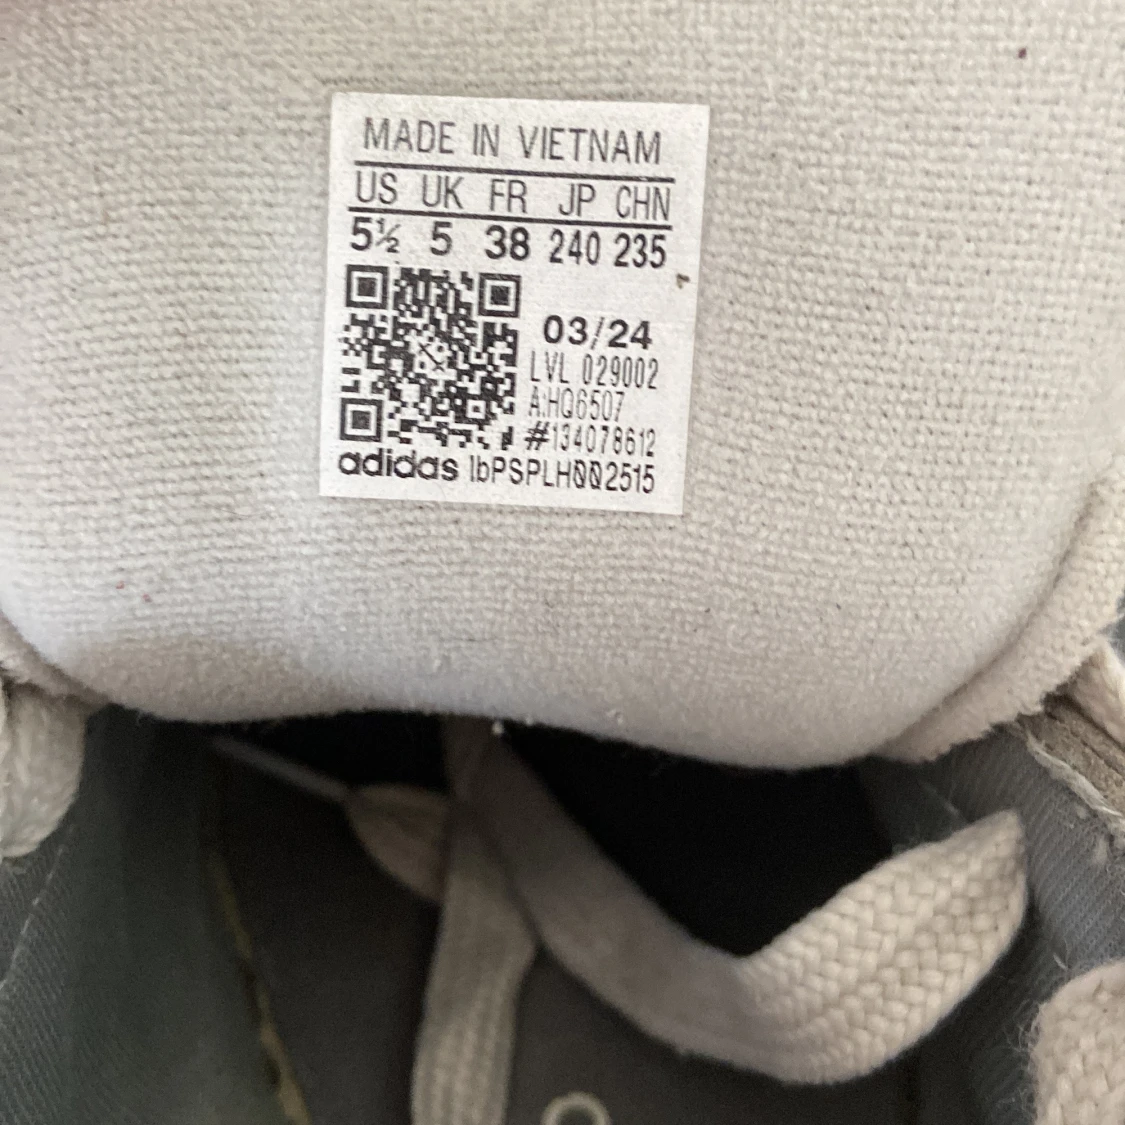 MADE IN VIETNAM
US UK FR JP CHN
5½ 5 38 240 235
03/24
LVL 029002
A:HQ6507
#134078612
adidas lbPSPLH002515